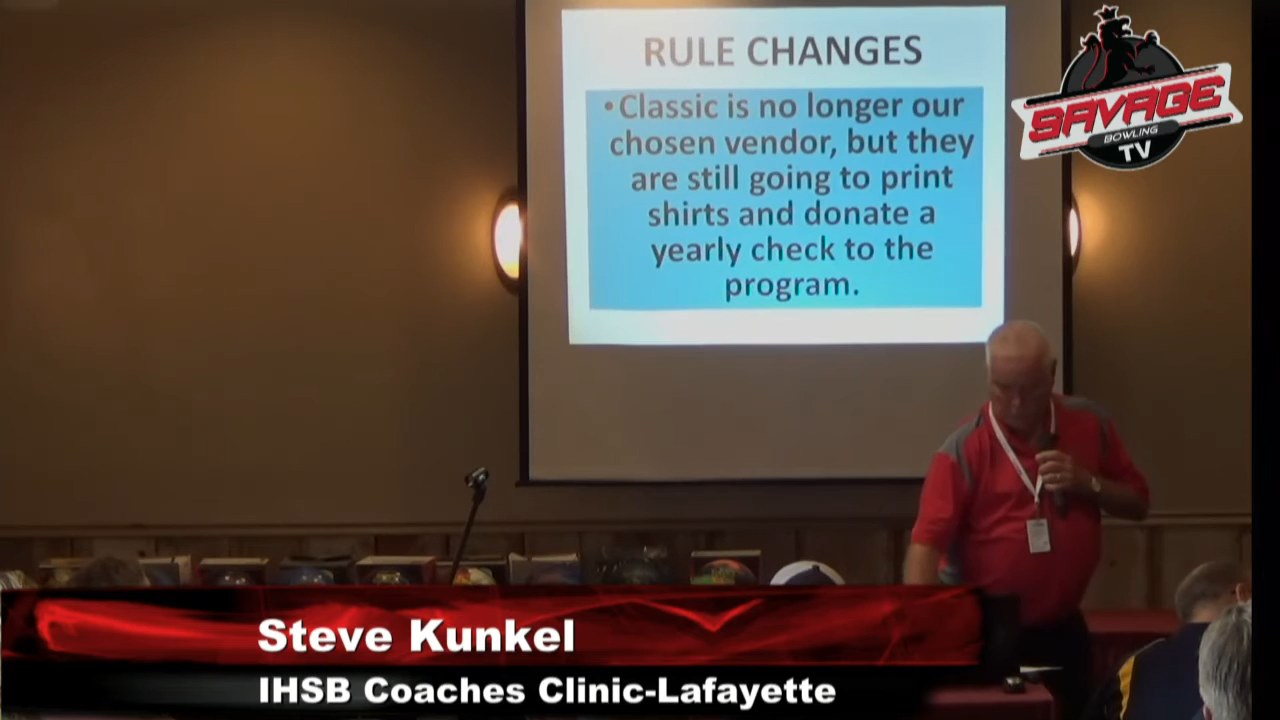 RULE CHANGES
•Classic is no longer our
chosen vendor, but they
are still going to print
shirts and donate a
yearly check to the
program.
SAVAGE
BOWLING
TV
Steve Kunkel
IHSB Coaches Clinic-Lafayette